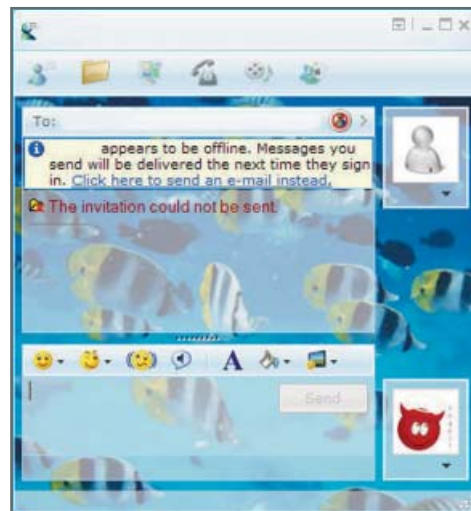 To:
appears to be offline. Messages you
send will be delivered the next time they sign
in. Click here to send an e-mail instead.
The invitation could not be sent.
A
Send